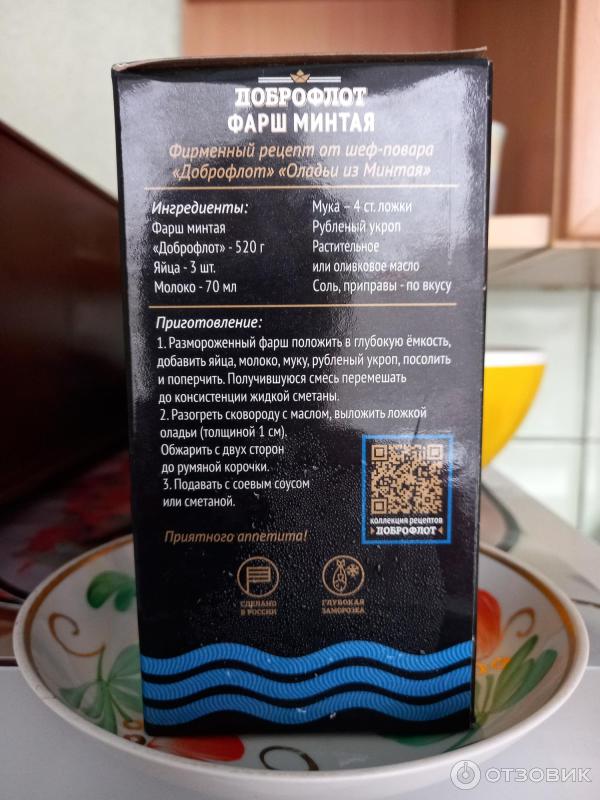 ДОБРОФЛОТ
ФАРШ МИНТАЯ
Фирменный рецепт от шеф-повара
«Доброфлот» «Оладьи из Минтая»
Ингредиенты:
Фарш минтая
«Доброфлот» - 520 г
Яйца - 3 шт.
Молоко - 70 мл
Мука – 4 ст. ложки
Рубленый укроп
Растительное
или оливковое масло
Соль, приправы - по вкусу
Приготовление:
1. Размороженный фарш положить в глубокую ёмкость,
добавить яйца, молоко, муку, рубленый укроп, посолить
и поперчить. Получившуюся смесь перемешать
до консистенции жидкой сметаны.
2. Разогреть сковороду с маслом, выложить ложкой
оладьи (толщиной 1 см).
Обжарить с двух сторон
до румяной корочки.
3. Подавать с соевым соусом
или сметаной.
коллекция рецептов
ДОБРОФЛОТ
Приятного аппетита!
СДЕЛАНО
В РОССИИ
ГЛУБОКАЯ
ЗАМОРОЗКА
ОТЗОВИК